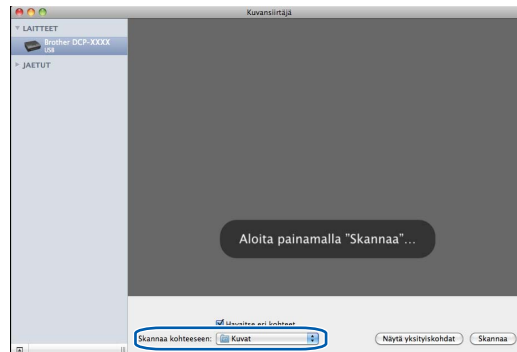 Kuvansiirtäjä
LAITTEET
Brother DCP-XXXX
USB
JAETUT
Aloita painamalla "Skannaa"...
Havaitse eri kohteet
Skannaa kohteeseen: Kuvat
Näytä yksityiskohdat Skannaa